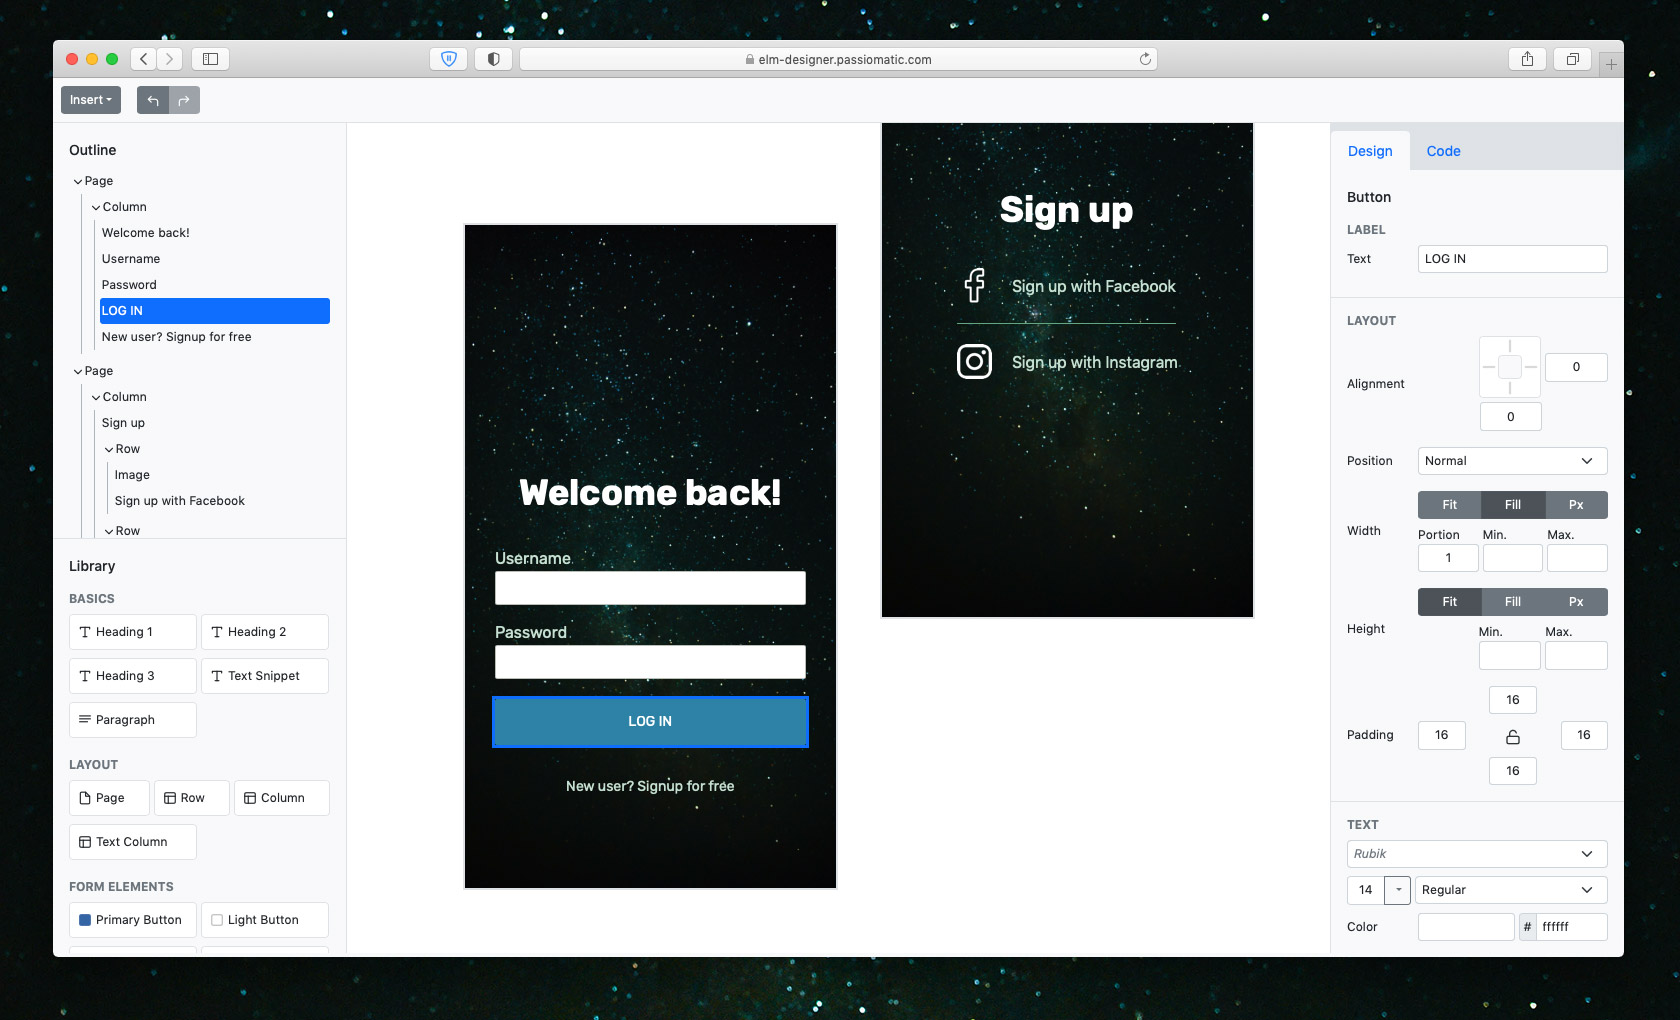 elm-designer.passiomatic.com
Insert
Outline
Page
Column
Welcome back!
Username
Password
LOG IN
New user? Signup for free
Page
Column
Sign up
Row
Image
Sign up with Facebook
Row
Library
BASICS
Heading 1
Heading 2
Heading 3
Text Snippet
Paragraph
LAYOUT
Page
Row
Column
Text Column
FORM ELEMENTS
Primary Button
Light Button
Welcome back!
Username
Password
LOG IN
New user? Signup for free
Sign up
Sign up with Facebook
Sign up with Instagram
Design
Code
Button
LABEL
Text
LOG IN
LAYOUT
Alignment
0
0
Position
Normal
Width
Fit
Fill
Px
Portion
Min.
Max.
1
Height
Fit
Fill
Px
Min.
Max.
Padding
16
16
16
16
TEXT
Rubik
14
Regular
Color
#
ffffff